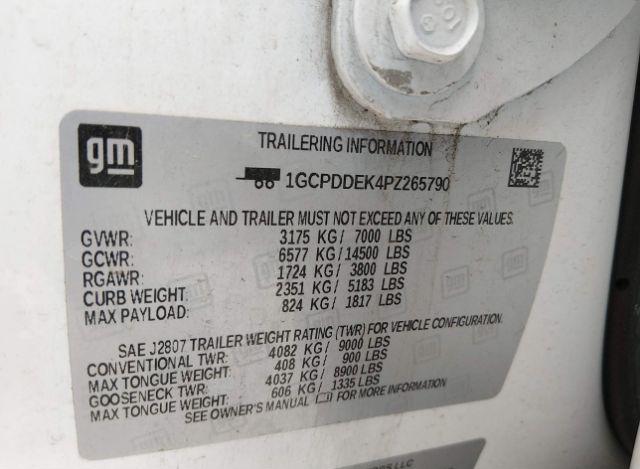 gm
TRAILERING INFORMATION
1GCPDDEK4PZ265790
VEHICLE AND TRAILER MUST NOT EXCEED ANY OF THESE VALUES.
GVWR: 3175 KG/ 7000 LBS
GCWR: 6577 KG/ 14500 LBS
RGAWR: 1724 KG/ 3800 LBS
CURB WEIGHT: 2351 KG/ 5183 LBS
MAX PAYLOAD: 824 KG/ 1817 LBS
SAE J2807 TRAILER WEIGHT RATING (TWR) FOR VEHICLE CONFIGURATION.
CONVENTIONAL TWR: 4082 KG/ 9000 LBS
MAX TONGUE WEIGHT: 408 KG/ 900 LBS
GOOSENECK TWR: 4037 KG/ 8900 LBS
MAX TONGUE WEIGHT: 606 KG/ 1335 LBS
SEE OWNER'S MANUAL FOR MORE INFORMATION
LLC